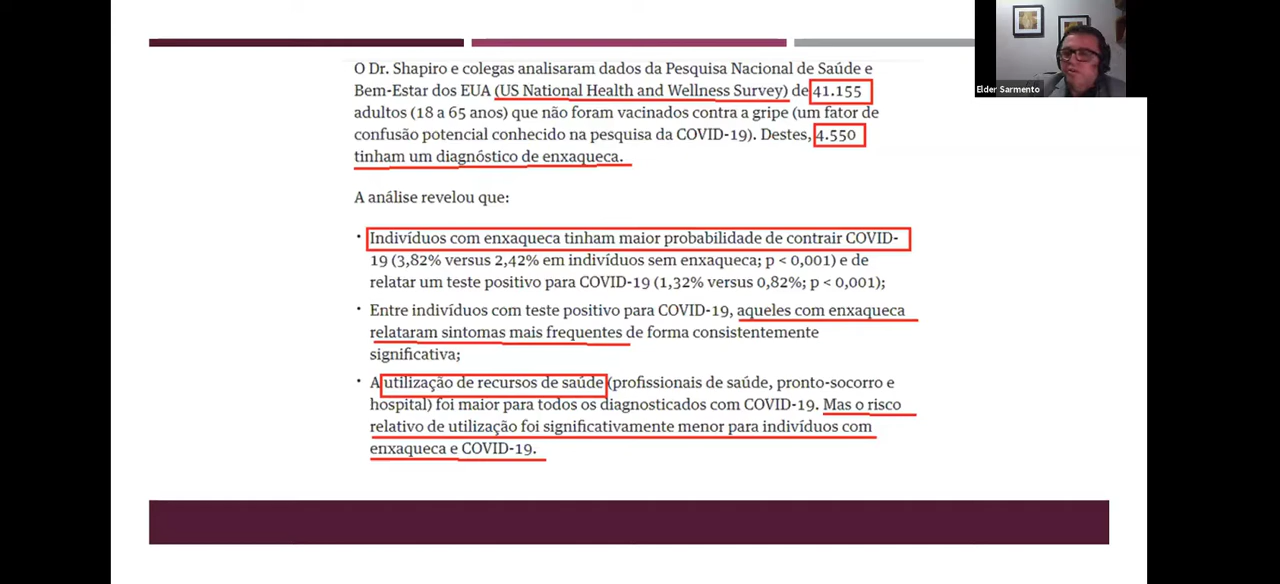 O Dr. Shapiro e colegas analisaram dados da Pesquisa Nacional de Saúde e
Bem-Estar dos EUA (US National Health and Wellness Survey) de 41.155
adultos (18 a 65 anos) que não foram vacinados contra a gripe (um fator de
confusão potencial conhecido na pesquisa da COVID-19). Destes, 4.550
tinham um diagnóstico de enxaqueca.
A análise revelou que:
• Indivíduos com enxaqueca tinham maior probabilidade de contrair COVID-
19 (3,82% versus 2,42% em indivíduos sem enxaqueca; p < 0,001) e de
relatar um teste positivo para COVID-19 (1,32% versus 0,82%; p < 0,001);
• Entre indivíduos com teste positivo para COVID-19, aqueles com enxaqueca
relataram sintomas mais frequentes de forma consistentemente
significativa;
• A utilização de recursos de saúde (profissionais de saúde, pronto-socorro e
hospital) foi maior para todos os diagnosticados com COVID-19. Mas o risco
relativo de utilização foi significativamente menor para indivíduos com
enxaqueca e COVID-19.
Elder Sarmento